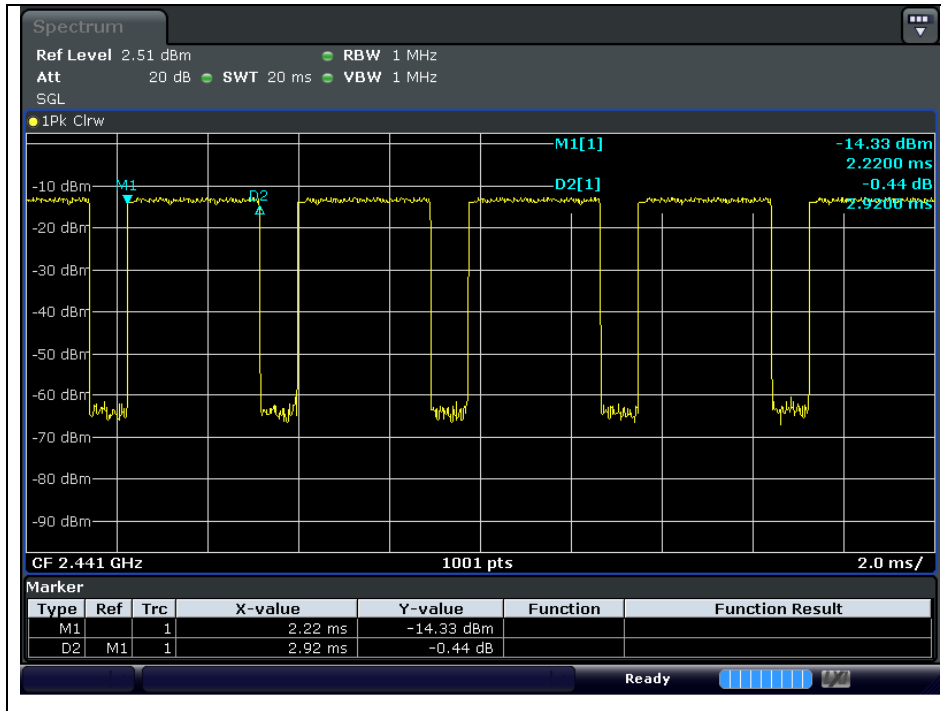 Spectrum
Ref Level 2.51 dBm RBW 1 MHz
Att 20 dB SWT 20 ms VBW 1 MHz
SGL
1Pk Clrw
M1[1] -14.33 dBm
2.2200 ms
-10 dBm M1 D2 D2[1] -0.44 dB
2.9200 ms
-20 dBm
-30 dBm
-40 dBm
-50 dBm
-60 dBm
-70 dBm
-80 dBm
-90 dBm
CF 2.441 GHz 1001 pts 2.0 ms/
Marker
Type Ref Trc X-value Y-value Function Function Result
M1 1 2.22 ms -14.33 dBm
D2 M1 1 2.92 ms -0.44 dB
Ready